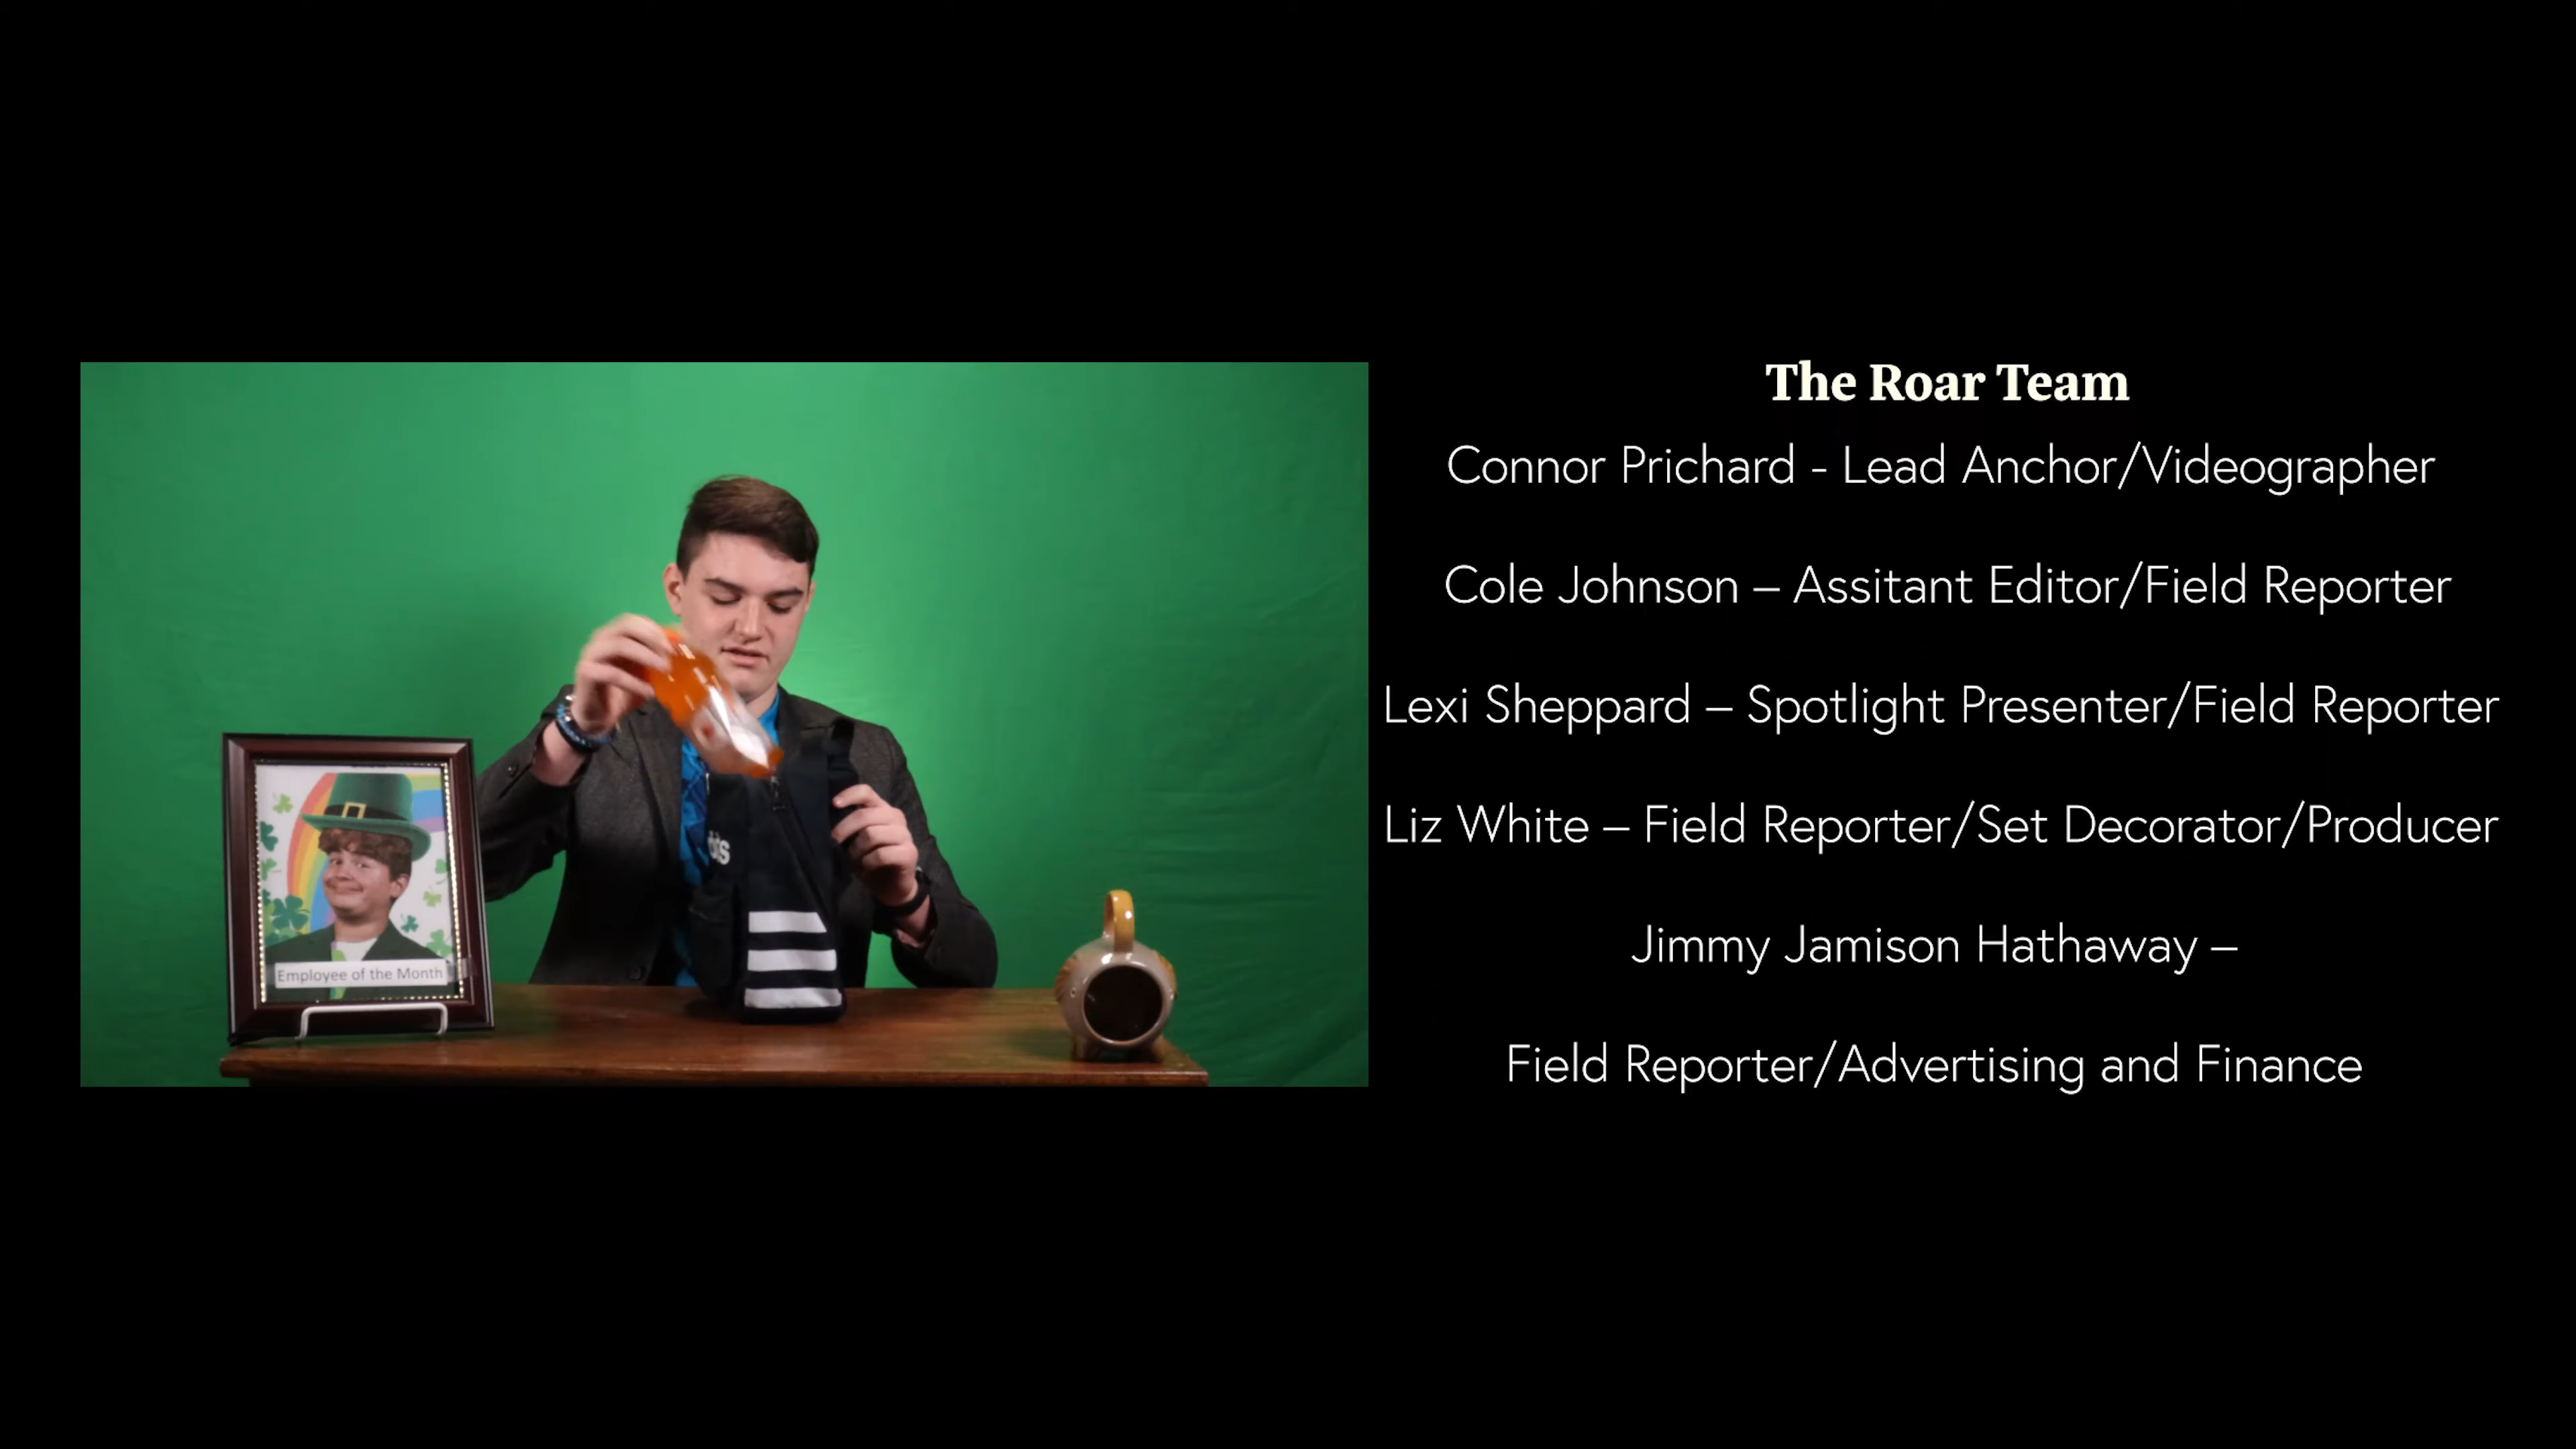 The Roar Team
Connor Prichard - Lead Anchor/Videographer
Cole Johnson – Assitant Editor/Field Reporter
Lexi Sheppard – Spotlight Presenter/Field Reporter
Liz White – Field Reporter/Set Decorator/Producer
Jimmy Jamison Hathaway –
Field Reporter/Advertising and Finance
Employee of the Month